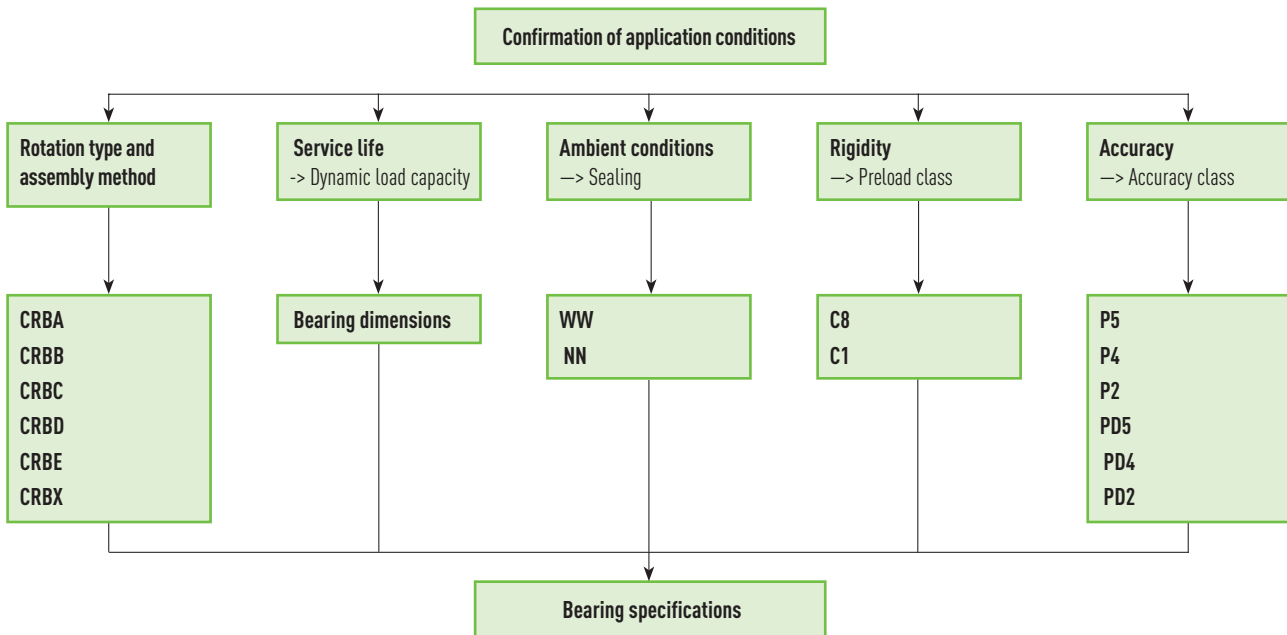 Confirmation of application conditions
Rotation type and
assembly method
Service life
-> Dynamic load capacity
Ambient conditions
—> Sealing
Rigidity
—> Preload class
Accuracy
—> Accuracy class
CRBA
CRBB
CRBC
CRBD
CRBE
CRBX
Bearing dimensions
WW
NN
C8
C1
P5
P4
P2
PD5
PD4
PD2
Bearing specifications